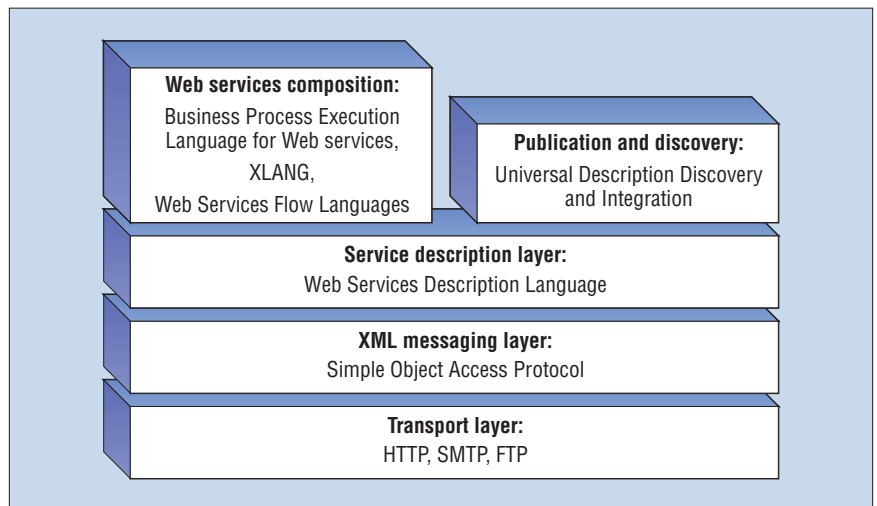 Web services composition:
Business Process Execution
Language for Web services,
XLANG,
Web Services Flow Languages
Publication and discovery:
Universal Description Discovery
and Integration
Service description layer:
Web Services Description Language
XML messaging layer:
Simple Object Access Protocol
Transport layer:
HTTP, SMTP, FTP